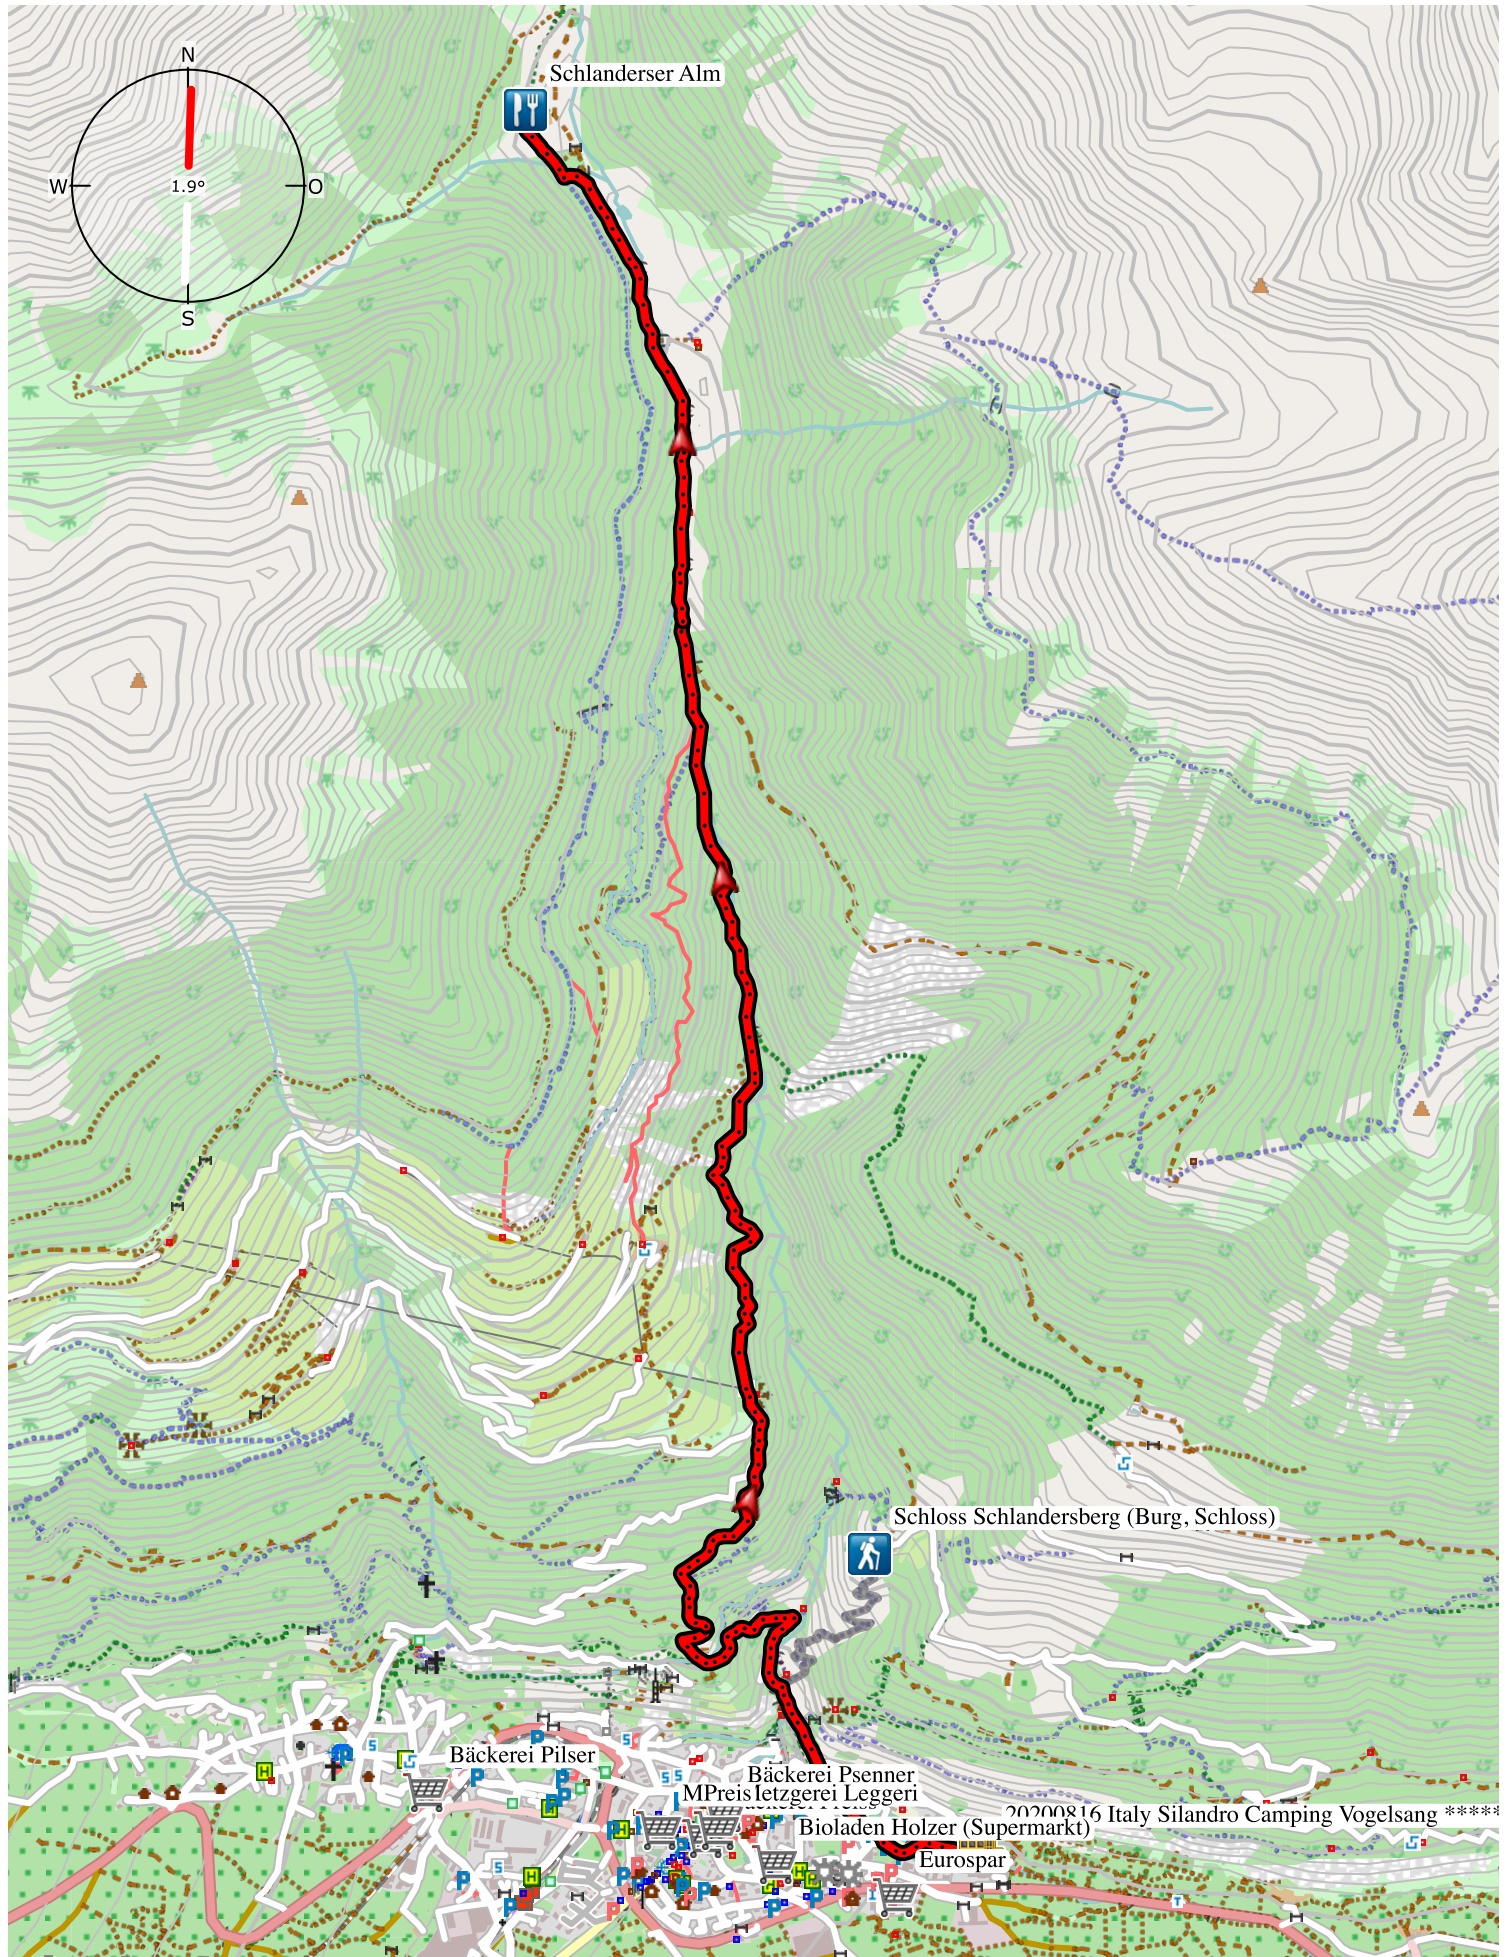 N
Schlanderser Alm
W
1.9°
O
S
Schloss Schlandersberg (Burg, Schloss)
Bäckerei Pilser
Bäckerei Psenner
MPreis
letzgerei Leggeri
20200816 Italy Silandro Camping Vogelsang *****
Bioladen Holzer (Supermarkt)
Eurospar